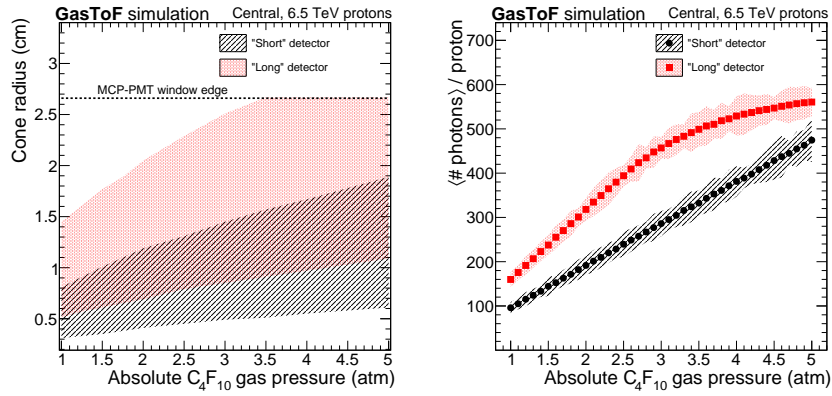 GasToF simulation Central, 6.5 TeV protons
"Short" detector
"Long" detector
MCP-PMT window edge
Cone radius (cm)
3
2.5
2
1.5
1
0.5
1 1.5 2 2.5 3 3.5 4 4.5 5
Absolute C4F10 gas pressure (atm)
GasToF simulation Central, 6.5 TeV protons
"Short" detector
"Long" detector
⟨# photons⟩ / proton
700
600
500
400
300
200
100
1 1.5 2 2.5 3 3.5 4 4.5 5
Absolute C4F10 gas pressure (atm)